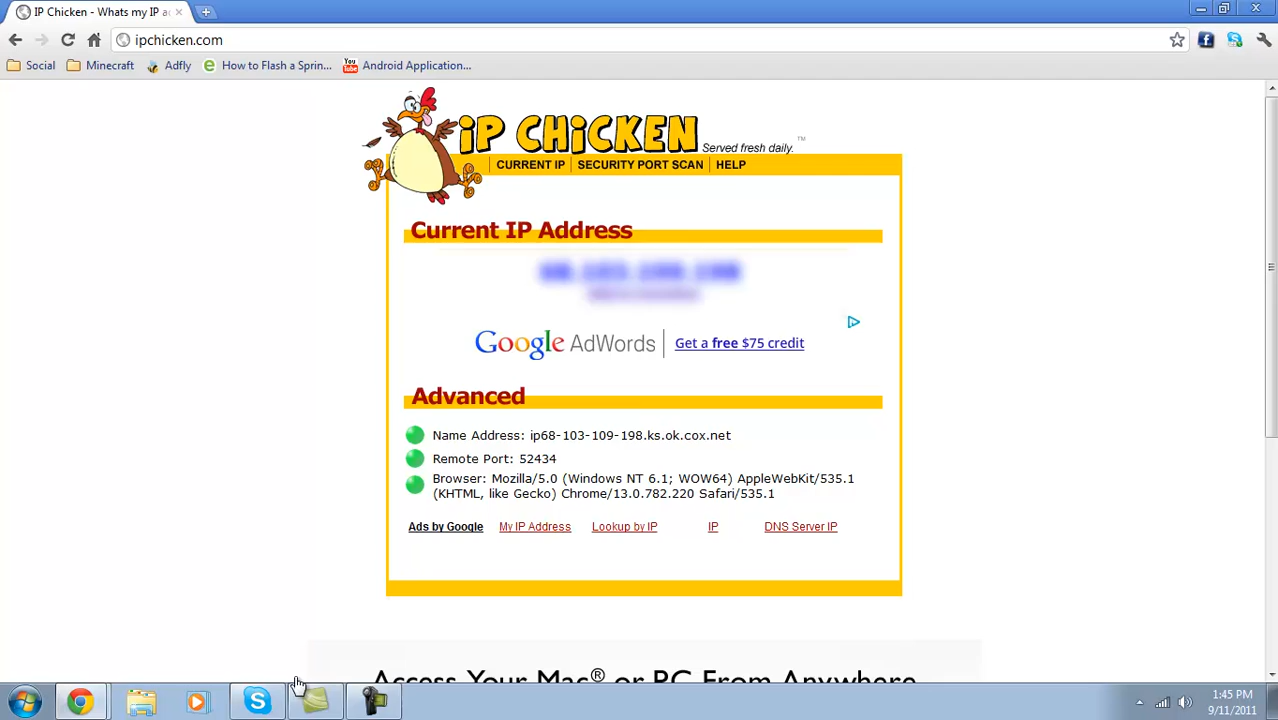 IP Chicken - Whats my IP ad
ipchicken.com
Social
Minecraft
Adfly
How to Flash a Sprin...
You Tube
Android Application...
iP CHiCKEN
Served fresh daily.
™
CURRENT IP | SECURITY PORT SCAN | HELP
Current IP Address
Google AdWords
Get a free $75 credit
Advanced
Name Address: ip68-103-109-198.ks.ok.cox.net
Remote Port: 52434
Browser: Mozilla/5.0 (Windows NT 6.1; WOW64) AppleWebKit/535.1
(KHTML, like Gecko) Chrome/13.0.782.220 Safari/535.1
Ads by Google
My IP Address
Lookup by IP
IP
DNS Server IP
Access Your Mac® or PC From Anywhere
1:45 PM
9/11/2011